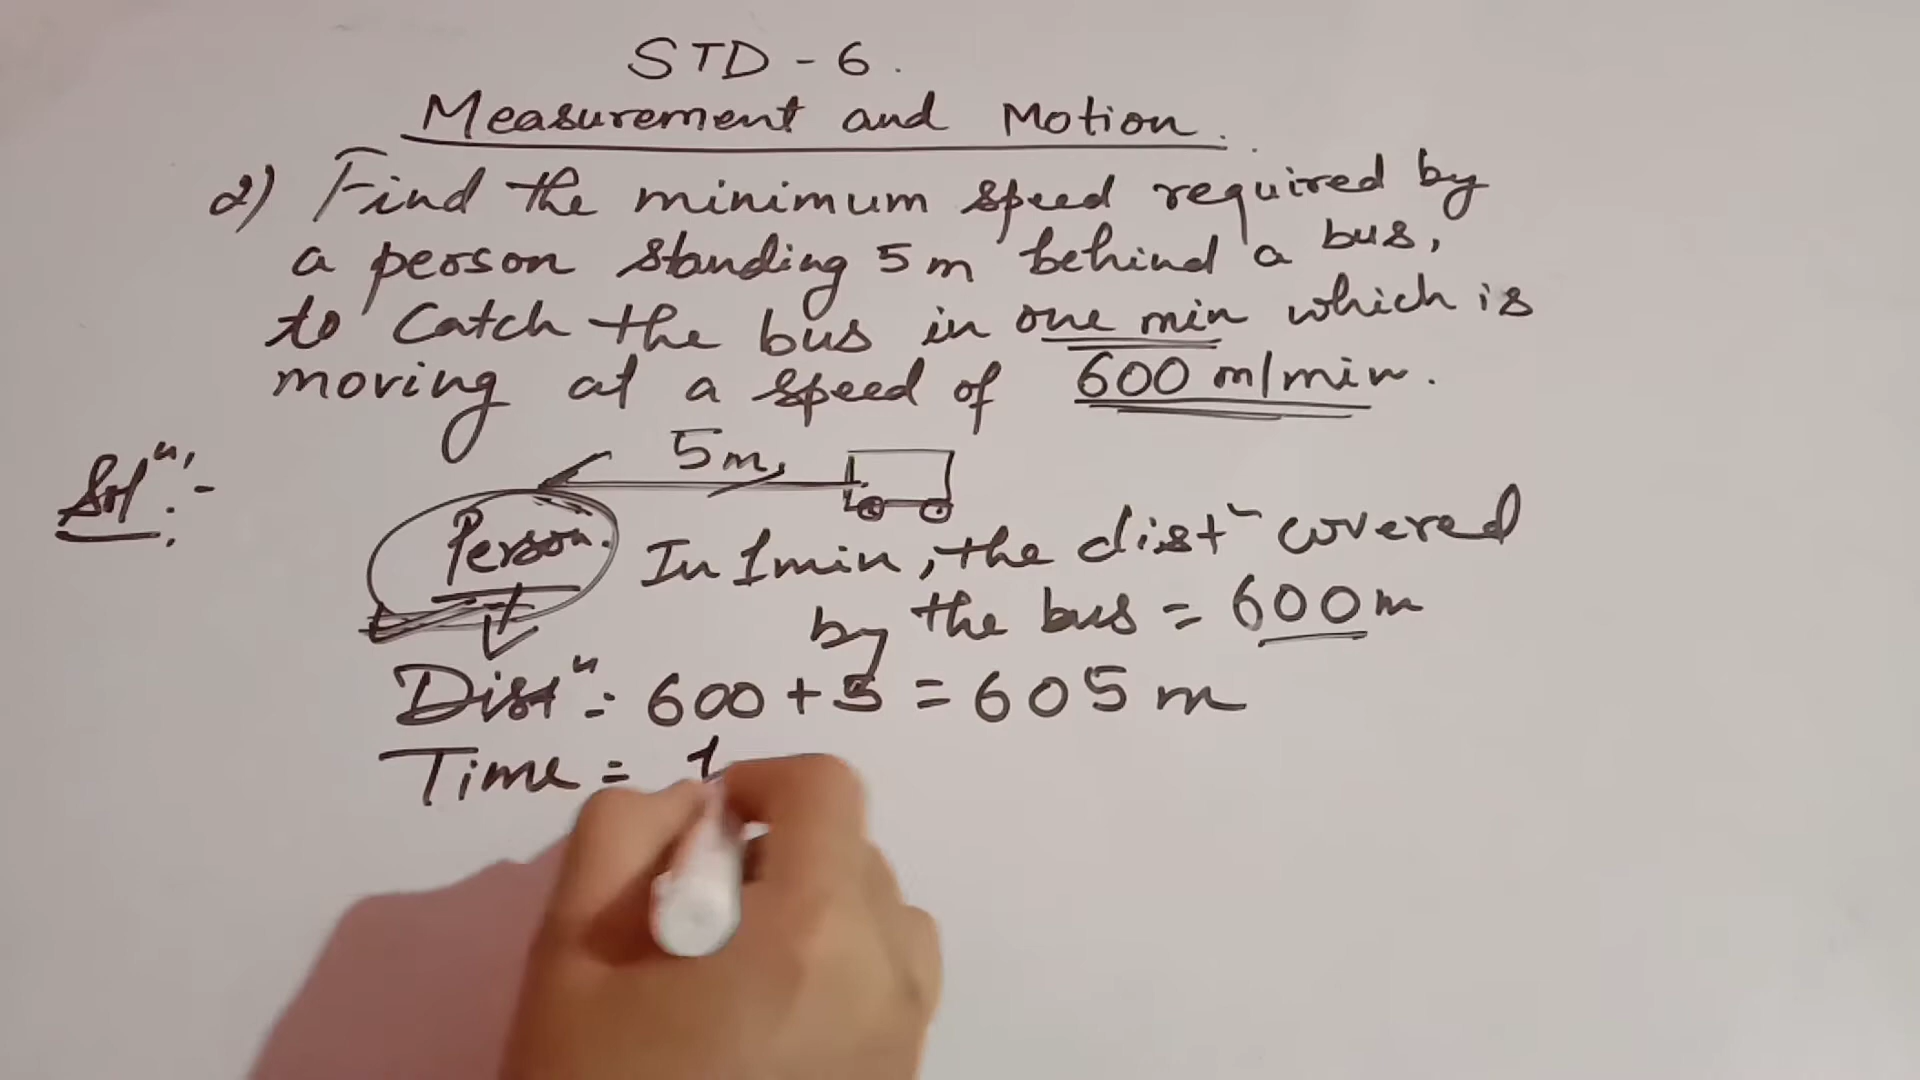 STD - 6.
Measurement and Motion.
2) Find the minimum speed required by
a person standing 5 m behind a bus,
to catch the bus in one min which is
moving at a speed of 600 m/min.
Solⁿ:-
5m
Person.
In 1min, the distⁿ covered
by the bus = 600m
Distⁿ = 600 + 5 = 605 m
Time = 1